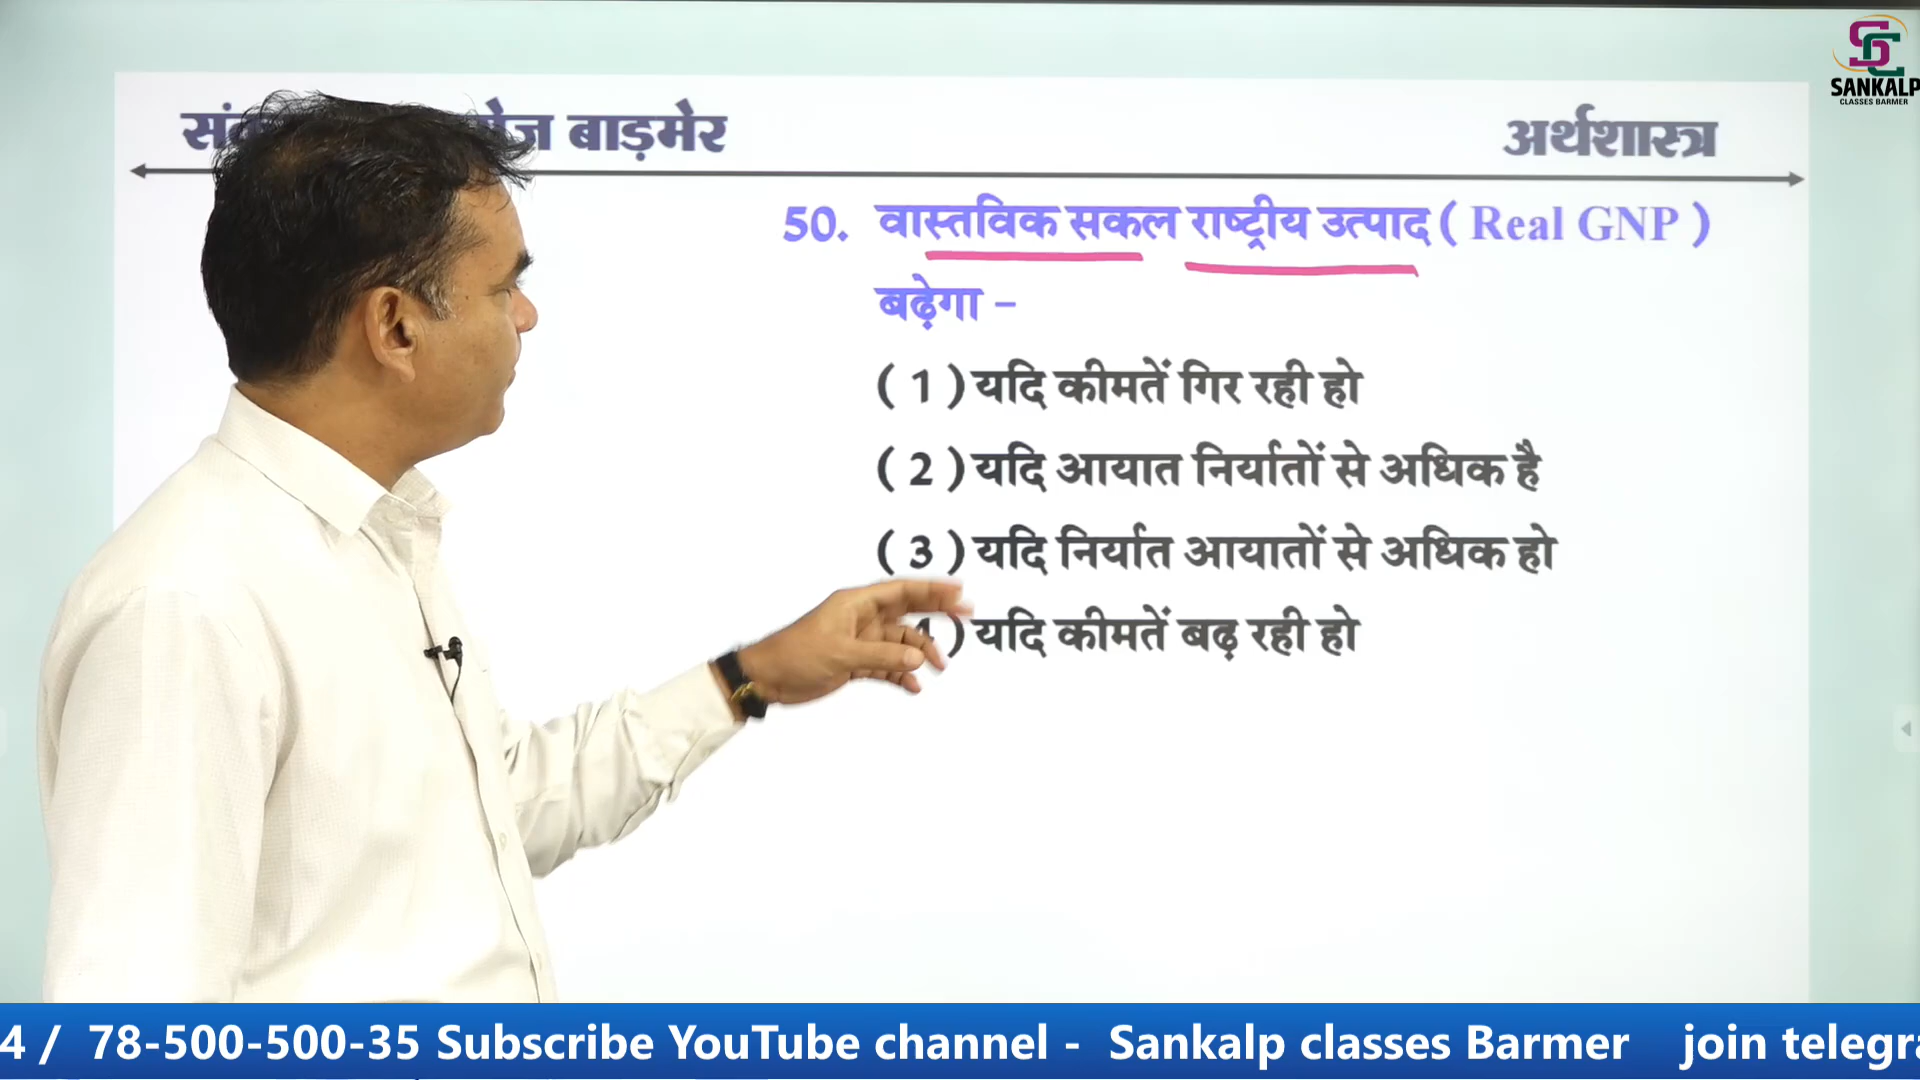 बाड़मेर
अर्थशास्त्र
SANKALP
CLASSES BARMER
50. वास्तविक सकल राष्ट्रीय उत्पाद ( Real GNP )
बढ़ेगा –
( 1 ) यदि कीमतें गिर रही हो
( 2 ) यदि आयात निर्यातों से अधिक है
( 3 ) यदि निर्यात आयातों से अधिक हो
4 ) यदि कीमतें बढ़ रही हो
4 / 78-500-500-35 Subscribe YouTube channel - Sankalp classes Barmer join telegra